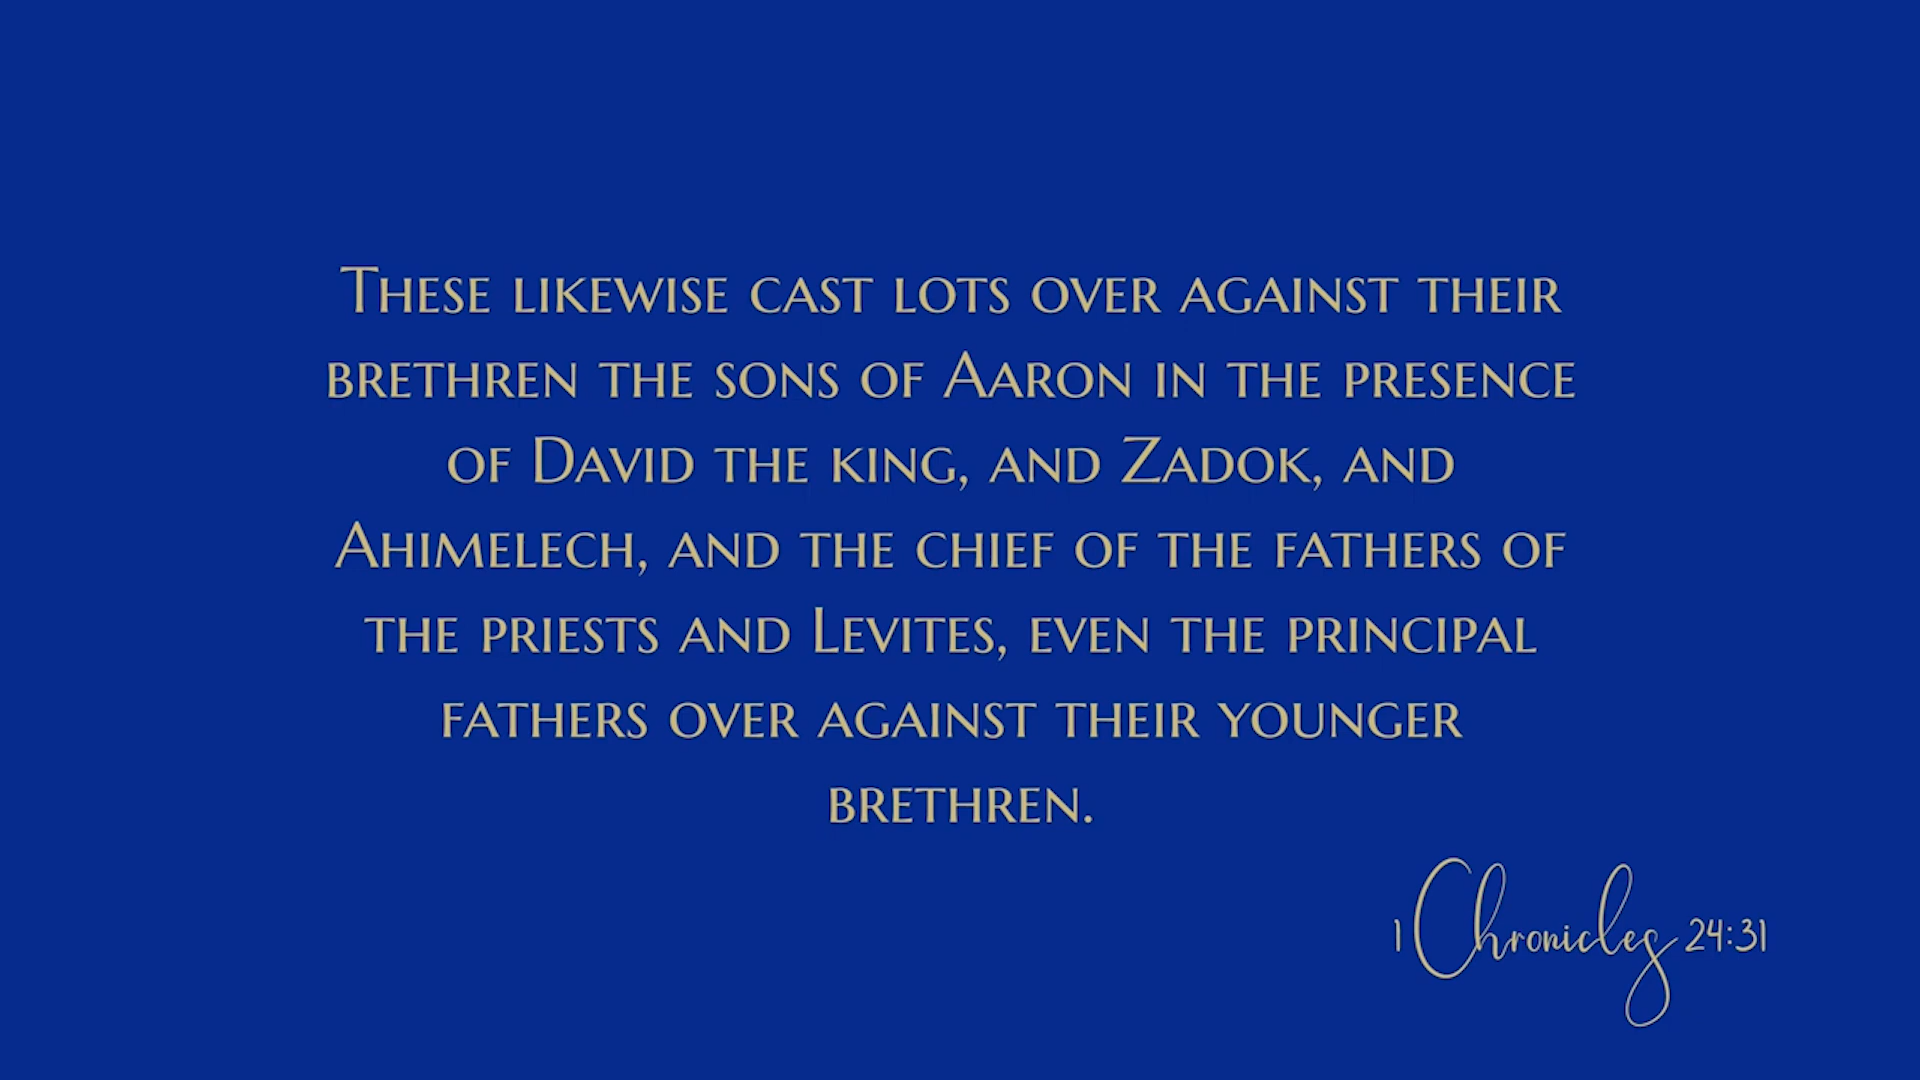 These likewise cast lots over against their
brethren the sons of Aaron in the presence
of David the king, and Zadok, and
Ahimelech, and the chief of the fathers of
the priests and Levites, even the principal
fathers over against their younger
brethren.
1 Chronicles 24:31